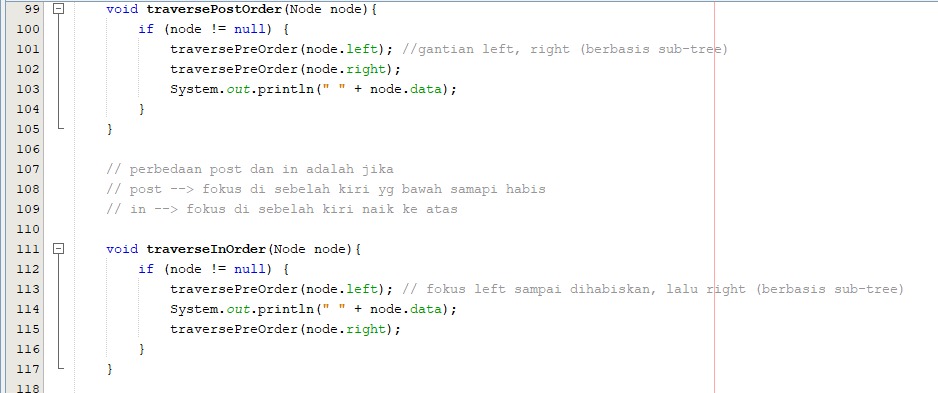 99 void traversePostOrder(Node node){
100 if (node != null) {
101 traversePreOrder(node.left); //gantian left, right (berbasis sub-tree)
102 traversePreOrder(node.right);
103 System.out.println(" " + node.data);
104 }
105 }
106
107 // perbedaan post dan in adalah jika
108 // post --> fokus di sebelah kiri yg bawah samapi habis
109 // in --> fokus di sebelah kiri naik ke atas
110
111 void traverseInOrder(Node node){
112 if (node != null) {
113 traversePreOrder(node.left); // fokus left sampai dihabiskan, lalu right (berbasis sub-tree)
114 System.out.println(" " + node.data);
115 traversePreOrder(node.right);
116 }
117 }
118